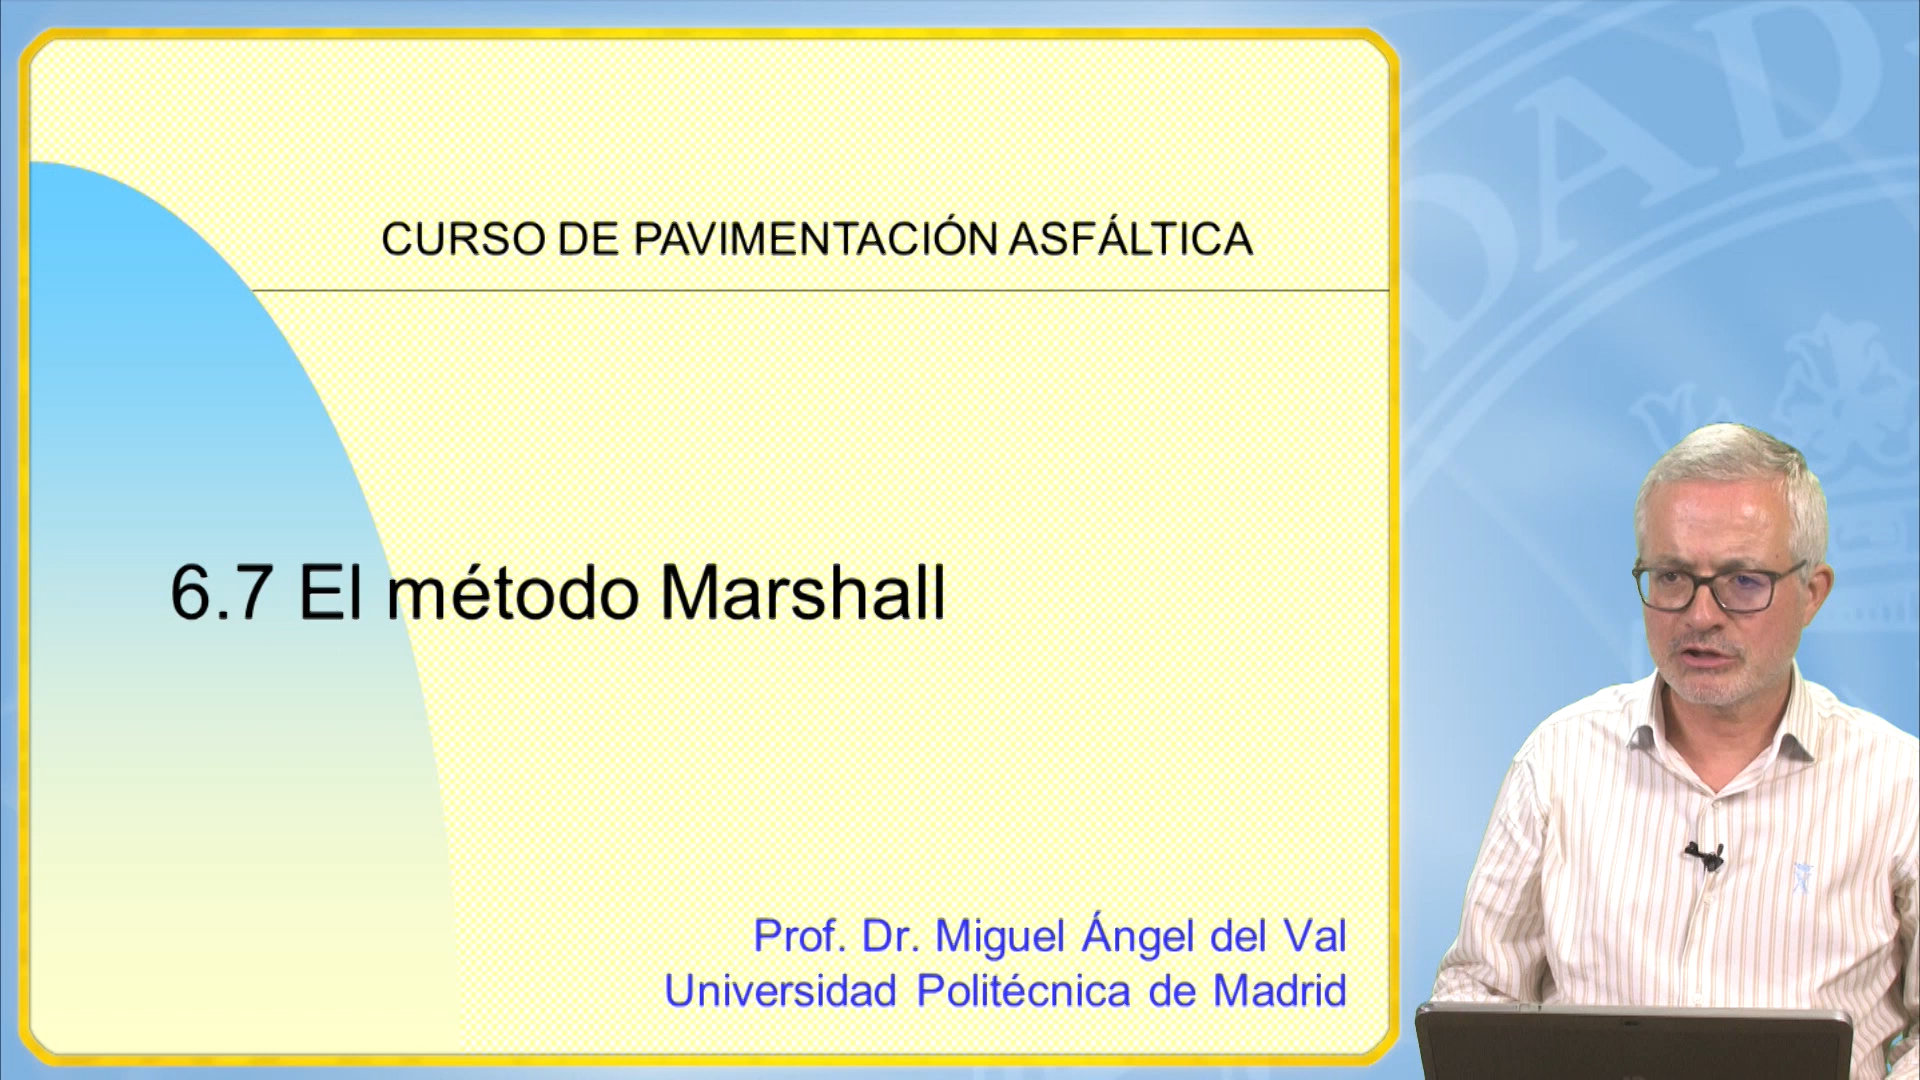 CURSO DE PAVIMENTACIÓN ASFÁLTICA
6.7 El método Marshall
Prof. Dr. Miguel Ángel del Val
Universidad Politécnica de Madrid